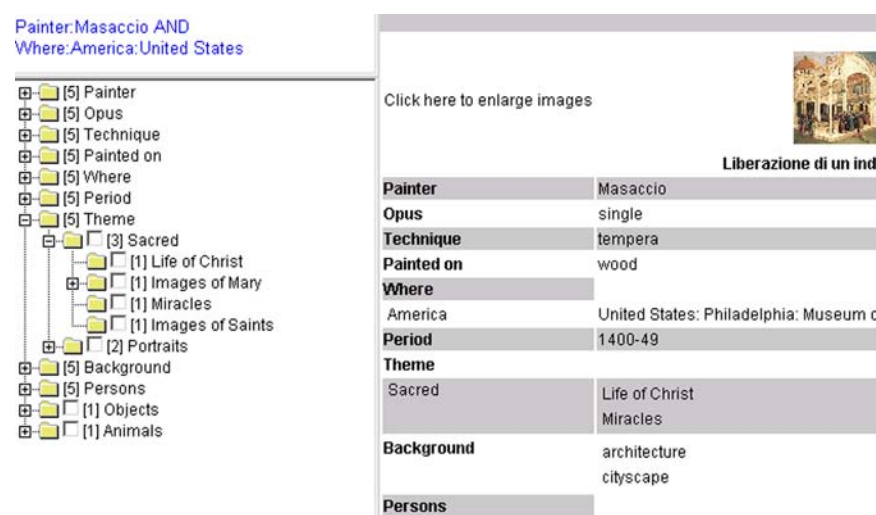 Painter:Masaccio AND
Where:America:United States
[5] Painter
[5] Opus
[5] Technique
[5] Painted on
[5] Where
[5] Period
[5] Theme
[3] Sacred
[1] Life of Christ
[1] Images of Mary
[1] Miracles
[1] Images of Saints
[2] Portraits
[5] Background
[5] Persons
[1] Objects
[1] Animals
Click here to enlarge images
Liberazione di un ind
Painter Masaccio
Opus single
Technique tempera
Painted on wood
Where
America United States: Philadelphia: Museum
Period 1400-49
Theme
Sacred Life of Christ
Miracles
Background architecture
cityscape
Persons